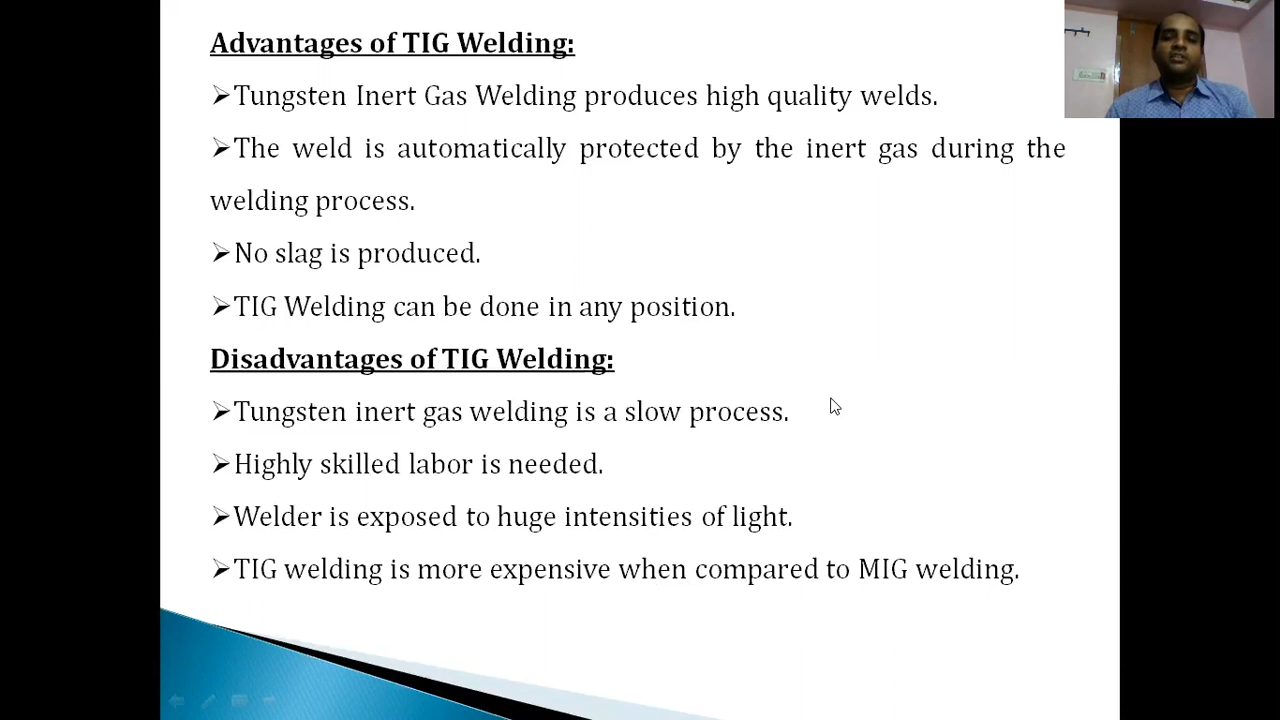 Advantages of TIG Welding:
➢Tungsten Inert Gas Welding produces high quality welds.
➢The weld is automatically protected by the inert gas during the
welding process.
➢No slag is produced.
➢TIG Welding can be done in any position.
Disadvantages of TIG Welding:
➢Tungsten inert gas welding is a slow process.
➢Highly skilled labor is needed.
➢Welder is exposed to huge intensities of light.
➢TIG welding is more expensive when compared to MIG welding.